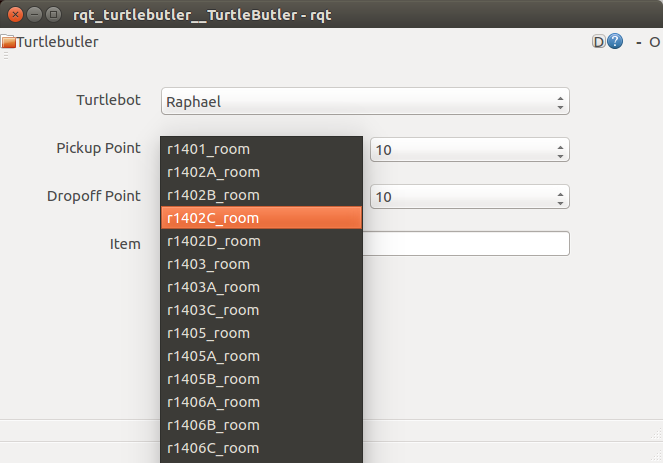 rqt_turtlebutler__TurtleButler - rqt
Turtlebutler D ? - O
Turtlebot Raphael
Pickup Point 10
Dropoff Point 10
Item
r1401_room
r1402A_room
r1402B_room
r1402C_room
r1402D_room
r1403_room
r1403A_room
r1403C_room
r1405_room
r1405A_room
r1405B_room
r1406A_room
r1406B_room
r1406C_room